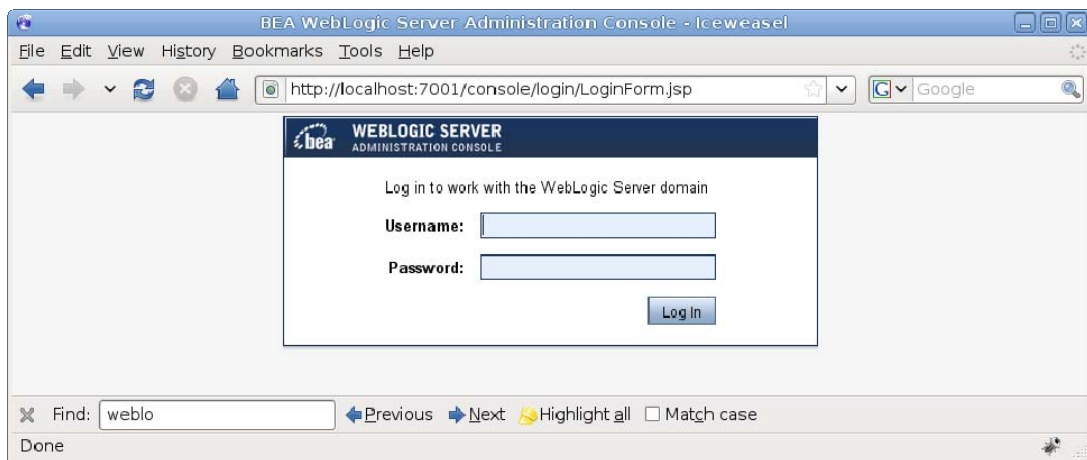 BEA WebLogic Server Administration Console - Iceweasel
File Edit View History Bookmarks Tools Help
http://localhost:7001/console/login/LoginForm.jsp G Google
bea WEBLOGIC SERVER
ADMINISTRATION CONSOLE
Log in to work with the WebLogic Server domain
Username:
Password:
Log In
Find: weblo Previous Next Highlight all Match case
Done